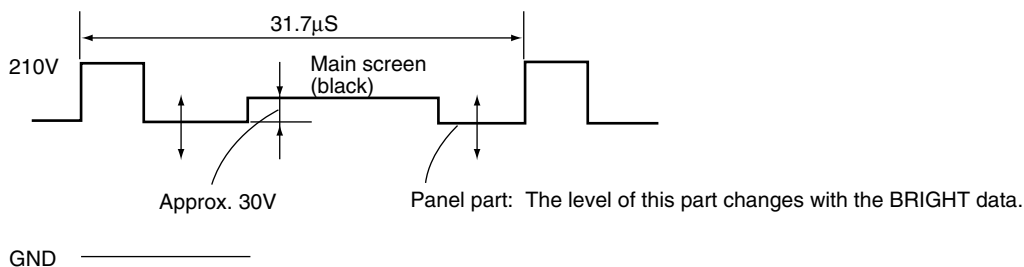 31.7μS
210V
Main screen
(black)
Approx. 30V
Panel part: The level of this part changes with the BRIGHT data.
GND